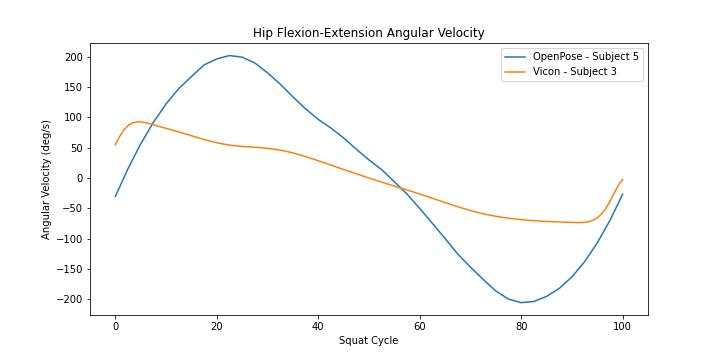 Hip Flexion-Extension Angular Velocity
OpenPose - Subject 5
Vicon - Subject 3
Angular Velocity (deg/s)
200
150
100
50
0
−50
−100
−150
−200
0 20 40 60 80 100
Squat Cycle